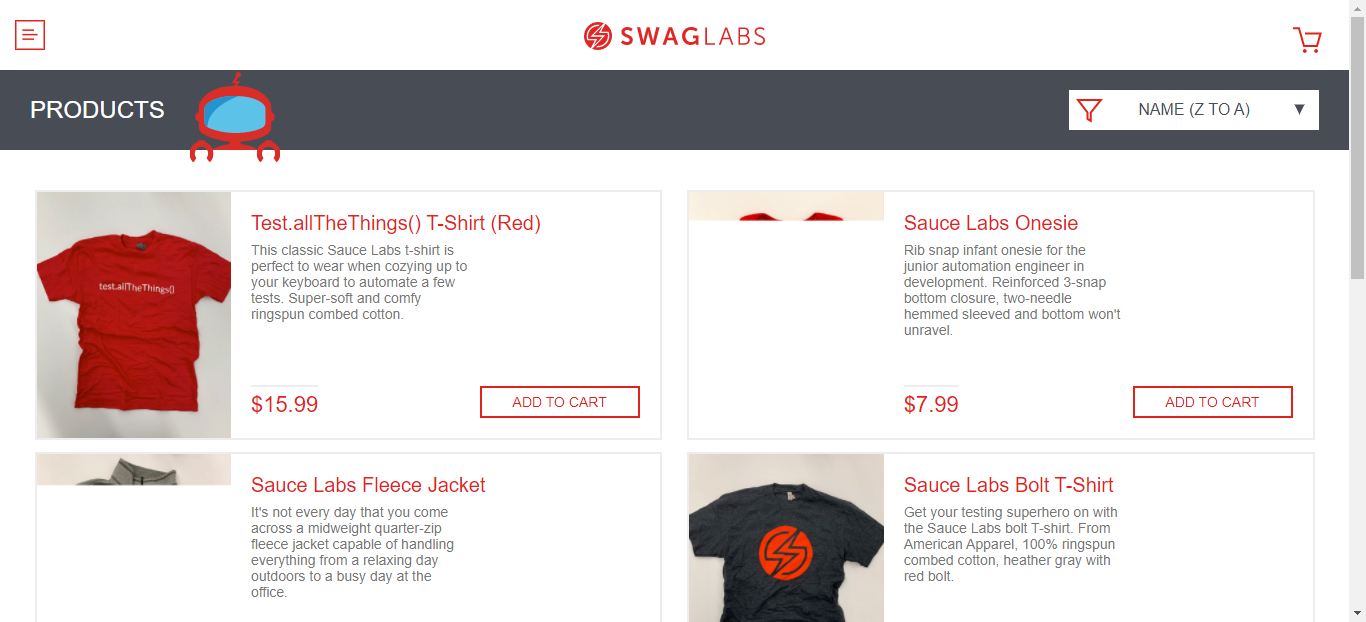 SWAGLABS
PRODUCTS
NAME (Z TO A)
Test.allTheThings() T-Shirt (Red)
This classic Sauce Labs t-shirt is
perfect to wear when cozying up to
your keyboard to automate a few
tests. Super-soft and comfy
ringspun combed cotton.
test.allTheThings()
$15.99
ADD TO CART
Sauce Labs Onesie
Rib snap infant onesie for the
junior automation engineer in
development. Reinforced 3-snap
bottom closure, two-needle
hemmed sleeved and bottom won't
unravel.
$7.99
ADD TO CART
Sauce Labs Fleece Jacket
It's not every day that you come
across a midweight quarter-zip
fleece jacket capable of handling
everything from a relaxing day
outdoors to a busy day at the
office.
Sauce Labs Bolt T-Shirt
Get your testing superhero on with
the Sauce Labs bolt T-shirt. From
American Apparel, 100% ringspun
combed cotton, heather gray with
red bolt.